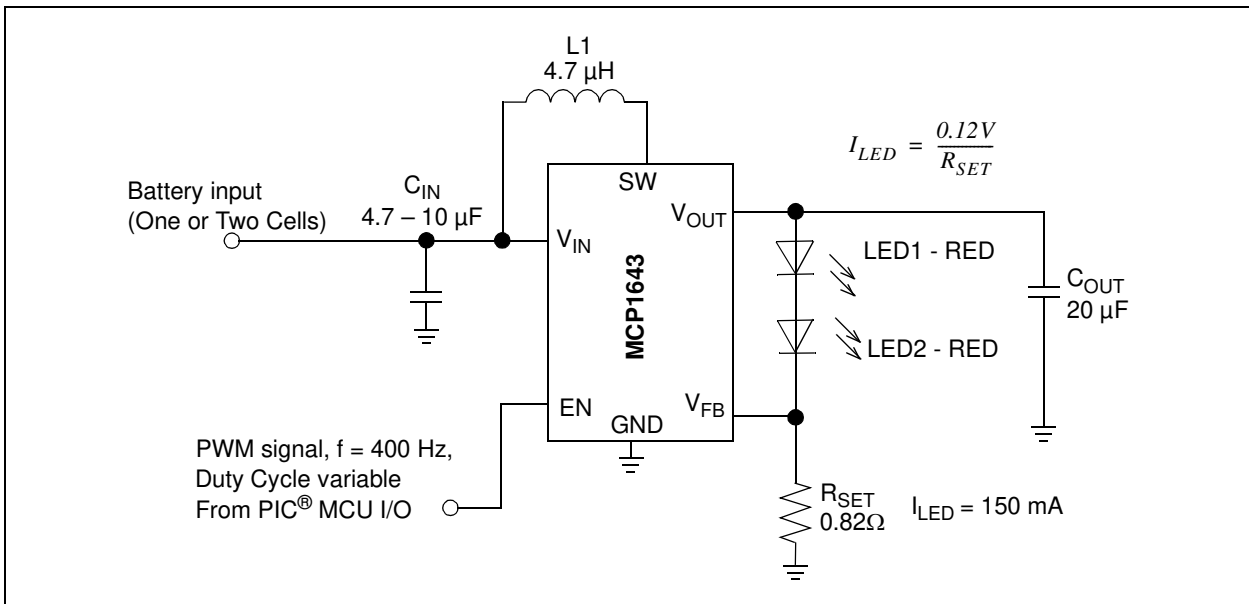 L1
4.7 µH
I_LED = 0.12V / R_SET
Battery input
(One or Two Cells)
C_IN
4.7 – 10 µF
SW
V_OUT
V_IN
MCP1643
LED1 - RED
LED2 - RED
C_OUT
20 µF
EN
V_FB
GND
PWM signal, f = 400 Hz,
Duty Cycle variable
From PIC® MCU I/O
R_SET
0.82Ω
I_LED = 150 mA